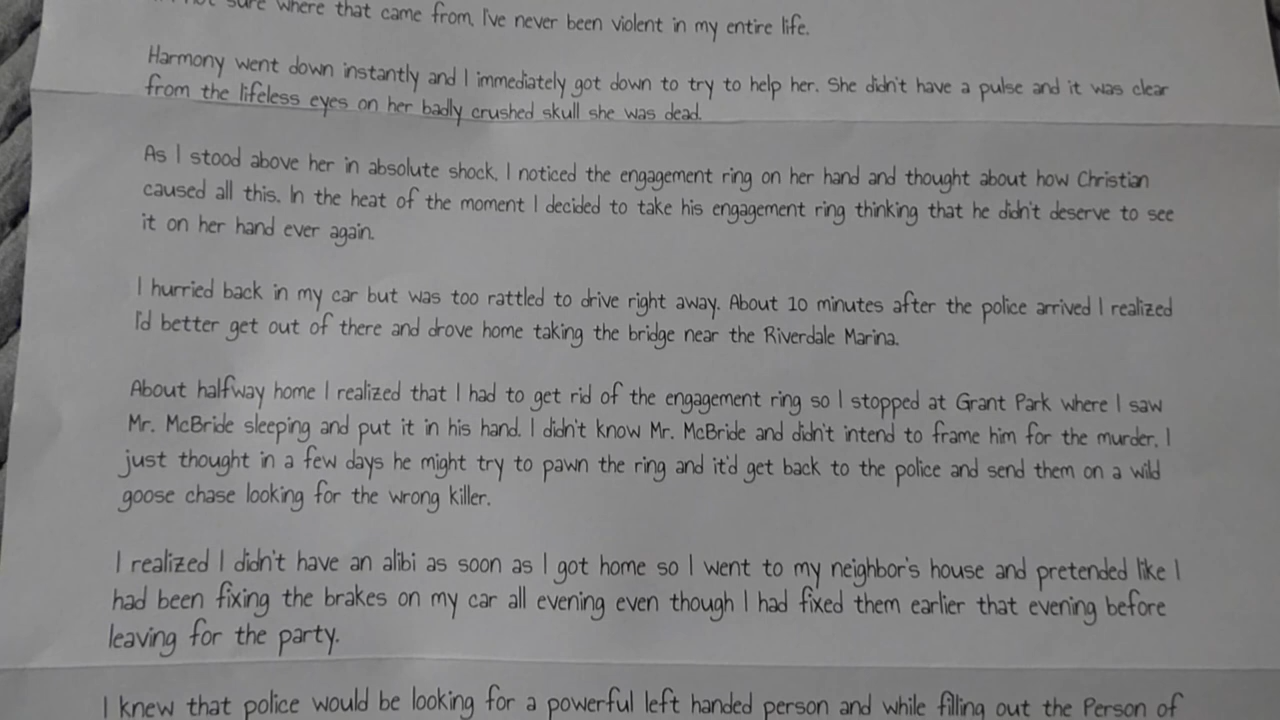 sure where that came from. I've never been violent in my entire life.
Harmony went down instantly and I immediately got down to try to help her. She didn't have a pulse and it was clear
from the lifeless eyes on her badly crushed skull she was dead.
As I stood above her in absolute shock, I noticed the engagement ring on her hand and thought about how Christian
caused all this. In the heat of the moment I decided to take his engagement ring thinking that he didn't deserve to see
it on her hand ever again.
I hurried back in my car but was too rattled to drive right away. About 10 minutes after the police arrived I realized
I'd better get out of there and drove home taking the bridge near the Riverdale Marina.
About halfway home I realized that I had to get rid of the engagement ring so I stopped at Grant Park where I saw
Mr. McBride sleeping and put it in his hand. I didn't know Mr. McBride and didn't intend to frame him for the murder. I
just thought in a few days he might try to pawn the ring and it'd get back to the police and send them on a wild
goose chase looking for the wrong killer.
I realized I didn't have an alibi as soon as I got home so I went to my neighbor's house and pretended like I
had been fixing the brakes on my car all evening even though I had fixed them earlier that evening before
leaving for the party.
I knew that police would be looking for a powerful left handed person and while filling out the Person of